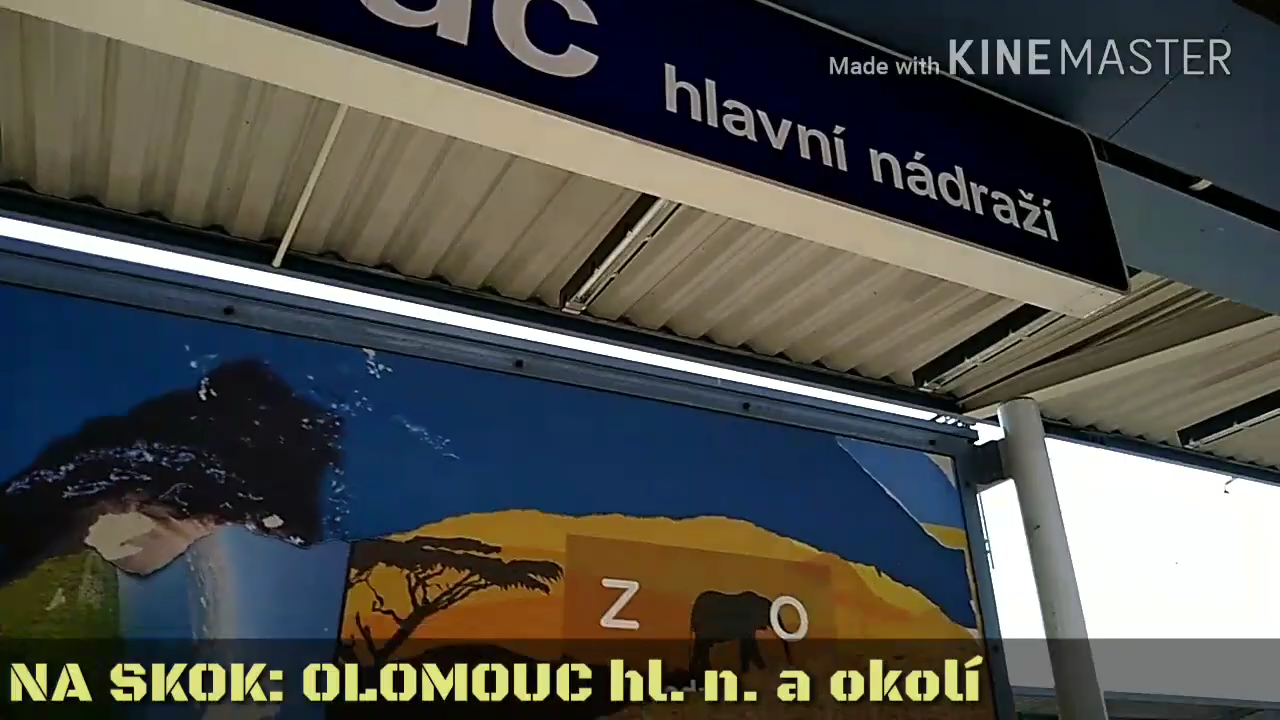 uc hlavní nádraží
Made with KINEMASTER
Z O
NA SKOK: OLOMOUC hl. n. a okolí